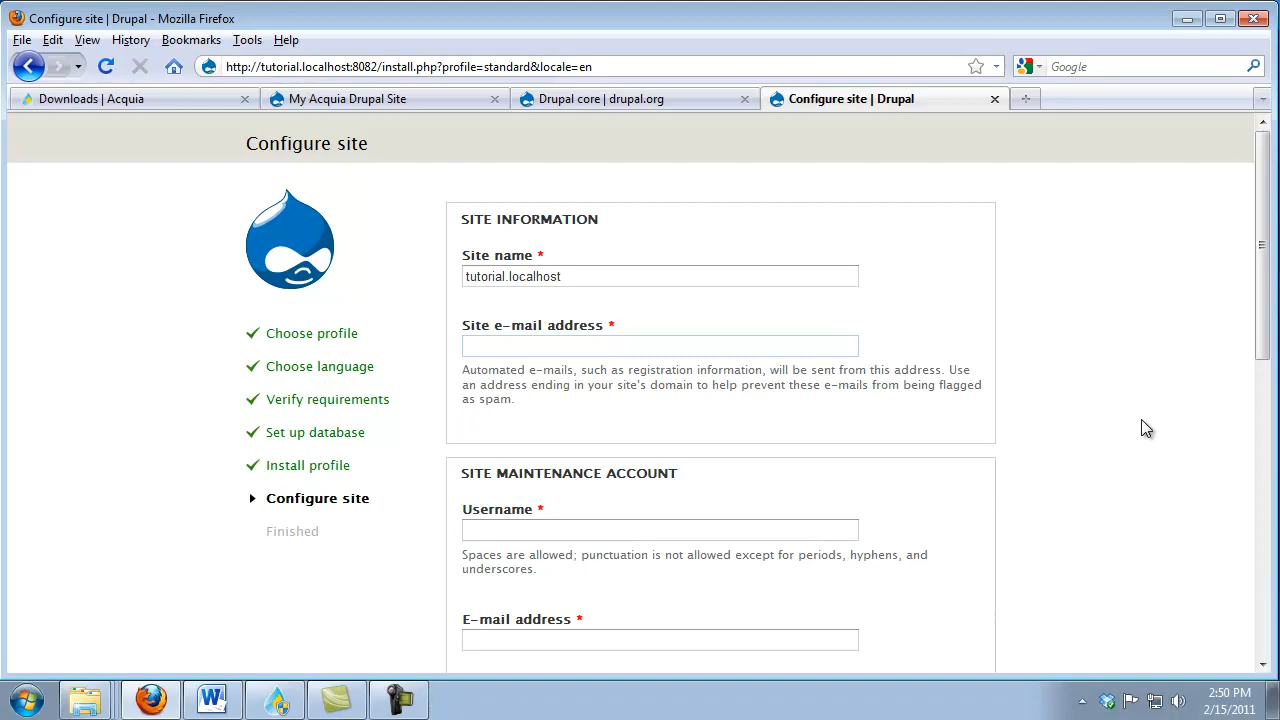 Configure site | Drupal - Mozilla Firefox
File Edit View History Bookmarks Tools Help
http://tutorial.localhost:8082/install.php?profile=standard&locale=en
Google
Downloads | Acquia
My Acquia Drupal Site
Drupal core | drupal.org
Configure site | Drupal
Configure site
Choose profile
Choose language
Verify requirements
Set up database
Install profile
Configure site
Finished
SITE INFORMATION
Site name *
tutorial.localhost
Site e-mail address *
Automated e-mails, such as registration information, will be sent from this address. Use
an address ending in your site's domain to help prevent these e-mails from being flagged
as spam.
SITE MAINTENANCE ACCOUNT
Username *
Spaces are allowed; punctuation is not allowed except for periods, hyphens, and
underscores.
E-mail address *
2:50 PM
2/15/2011